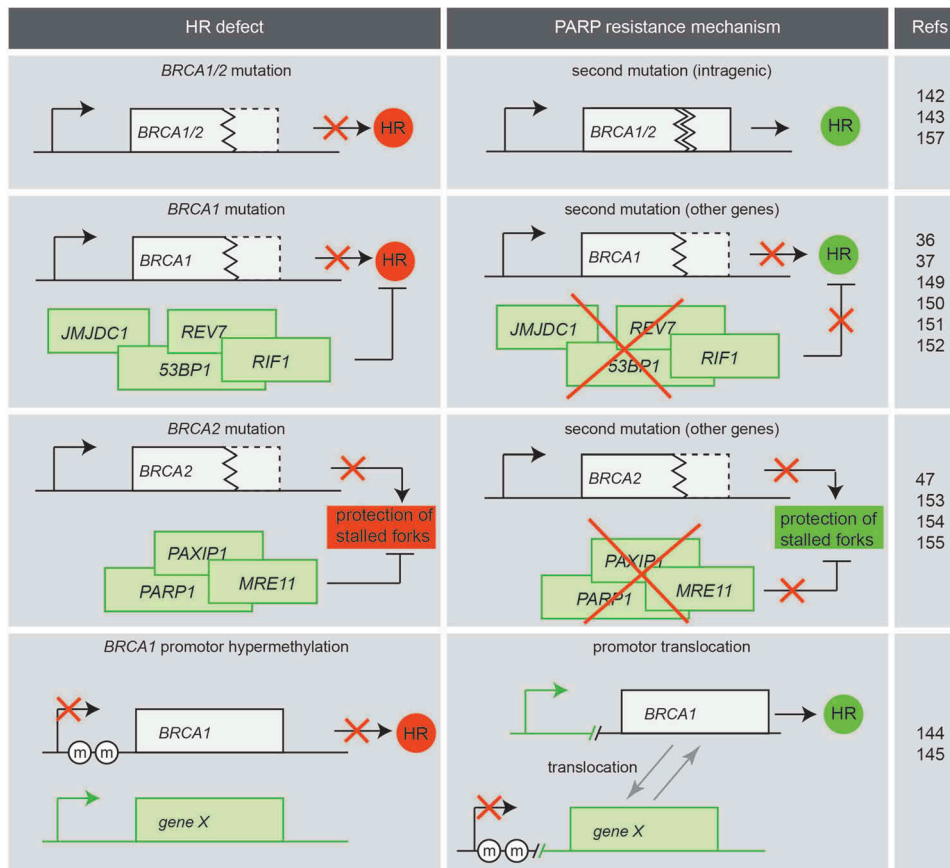 HR defect
PARP resistance mechanism
Refs
BRCA1/2 mutation
BRCA1/2
HR
second mutation (intragenic)
BRCA1/2
HR
142
143
157
BRCA1 mutation
BRCA1
HR
JMJDC1
REV7
53BP1
RIF1
second mutation (other genes)
BRCA1
HR
JMJDC1
REV7
53BP1
RIF1
36
37
149
150
151
152
BRCA2 mutation
BRCA2
protection of
stalled forks
PAXIP1
PARP1
MRE11
second mutation (other genes)
BRCA2
protection of
stalled forks
PAXIP1
PARP1
MRE11
47
153
154
155
BRCA1 promotor hypermethylation
BRCA1
HR
m m
gene X
promotor translocation
BRCA1
HR
translocation
gene X
m m
144
145